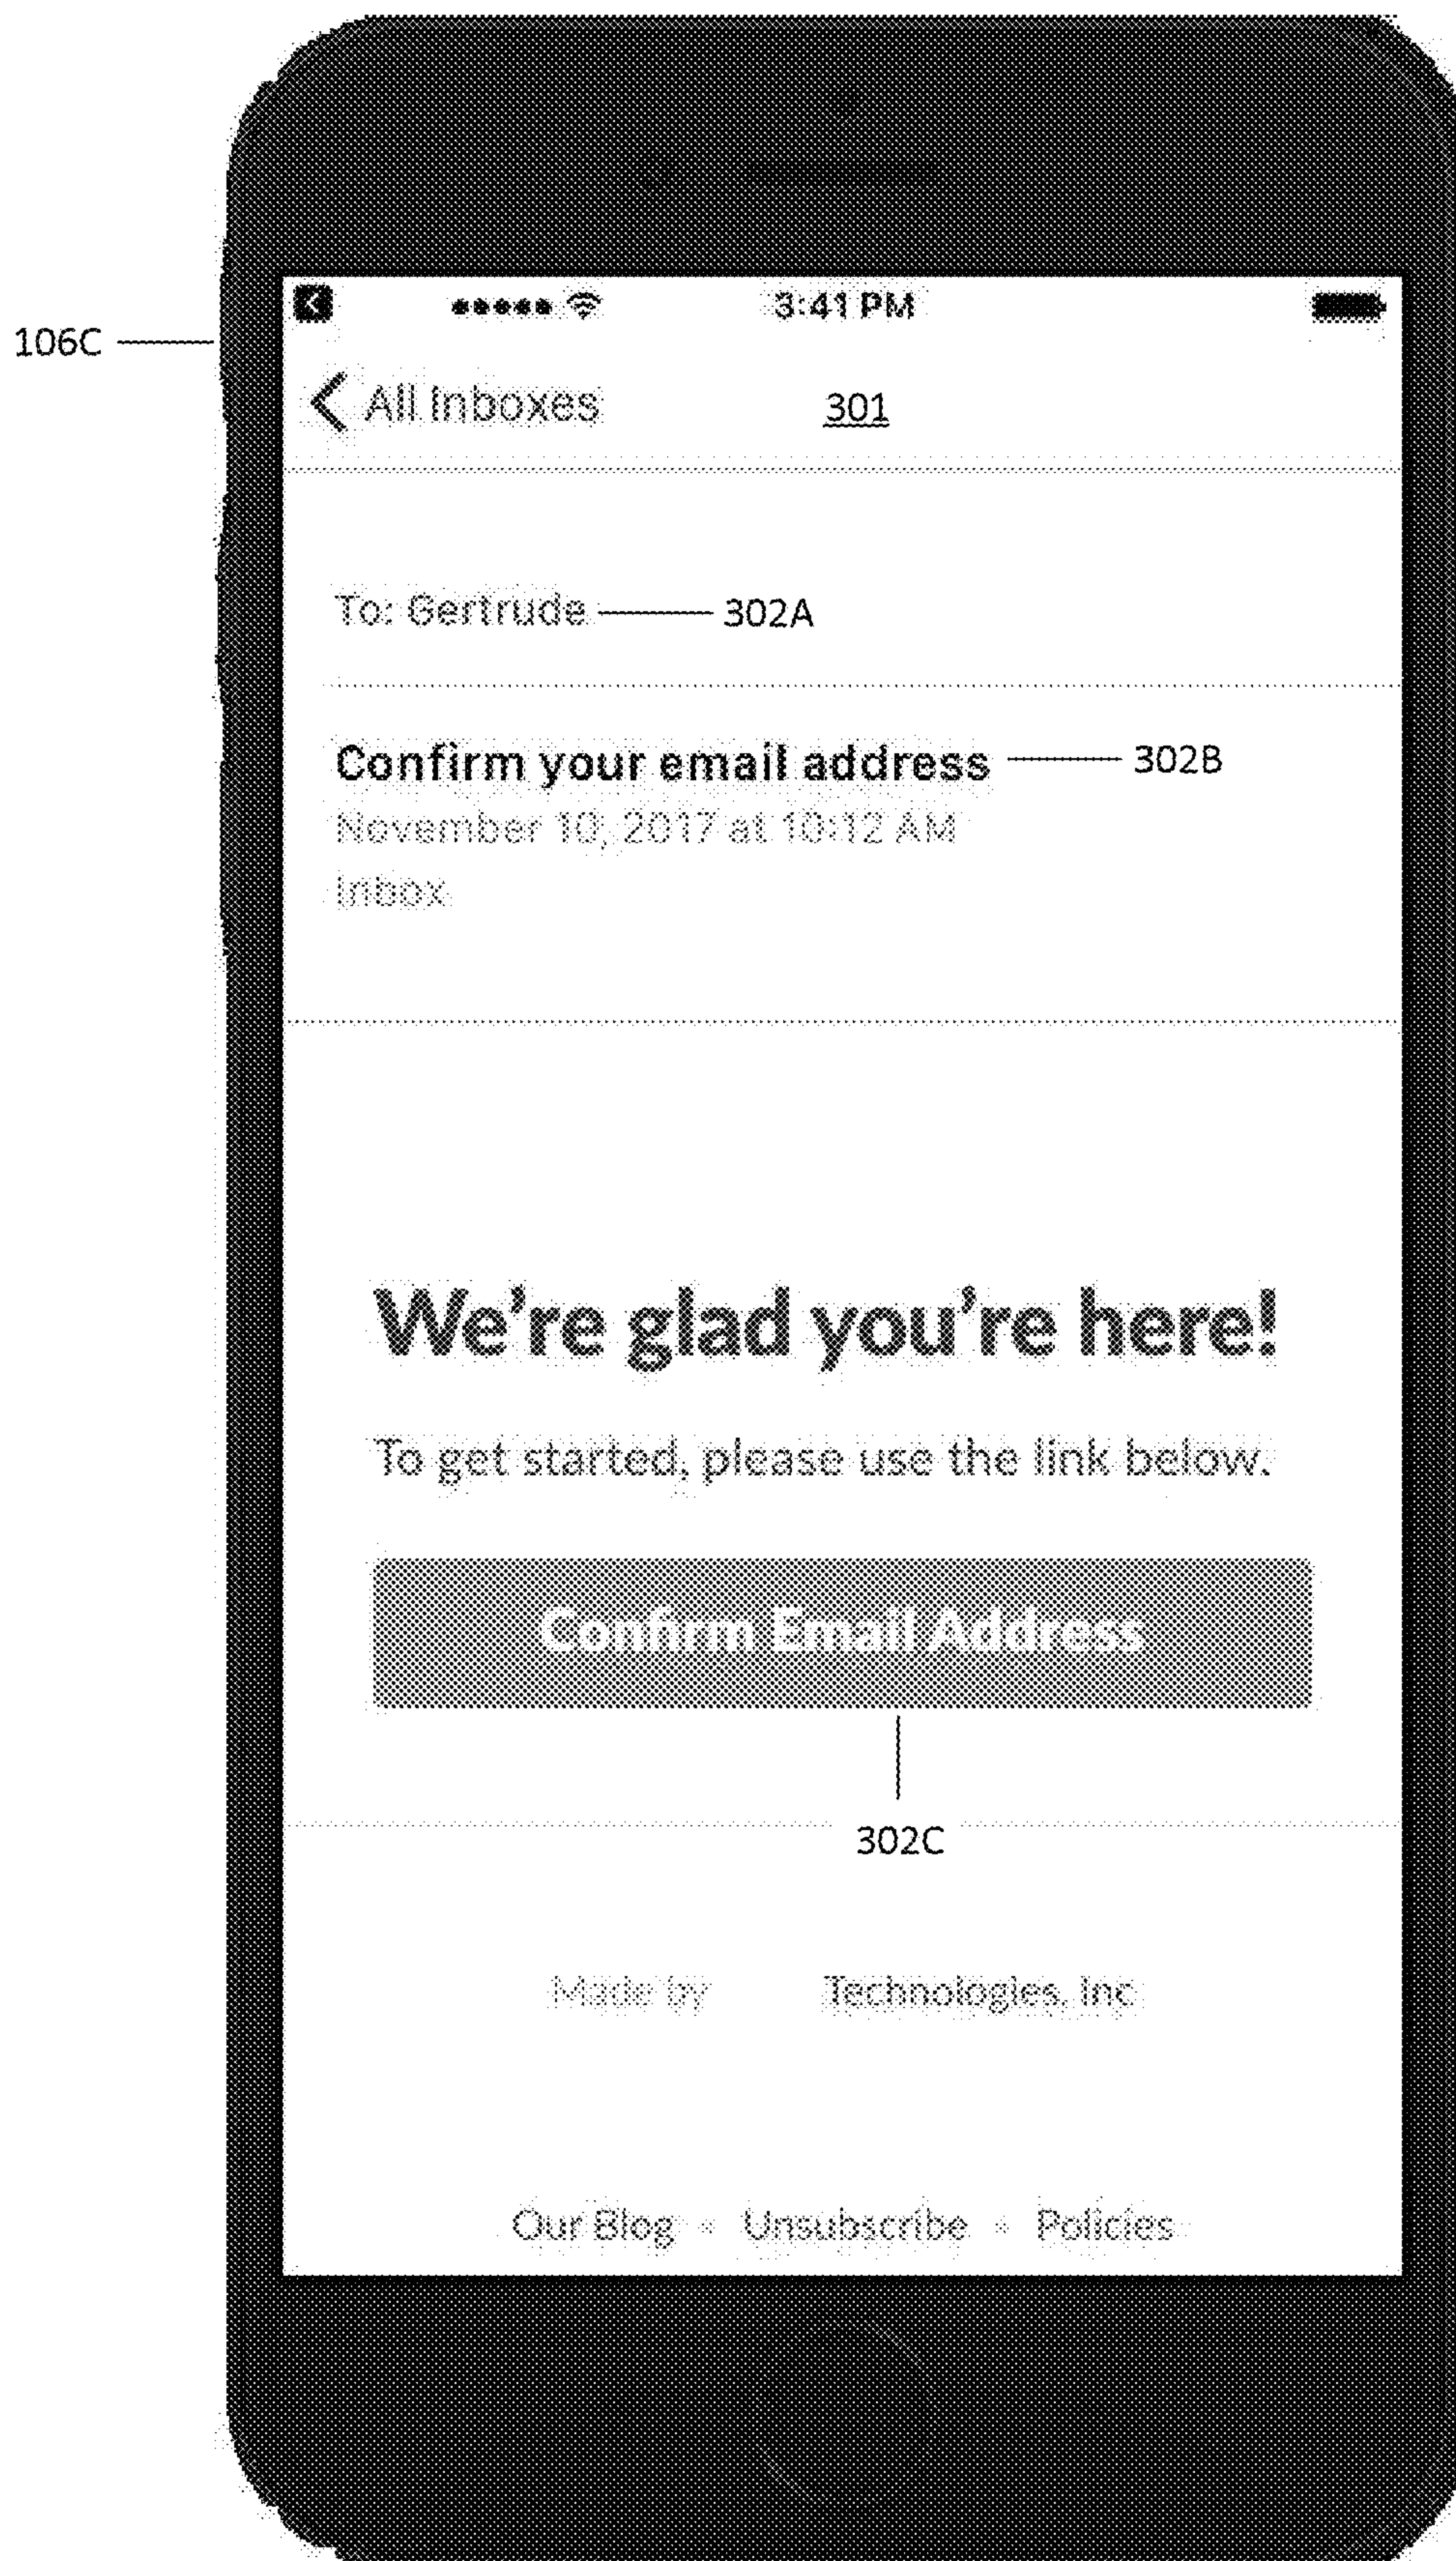 3:41 PM
106C
All Inboxes 301
To: Gertrude 302A
Confirm your email address 302B
November 10, 2017 at 10:12 AM
Inbox
We're glad you're here!
To get started, please use the link below.
Confirm Email Address
302C
Made by Technologies, Inc
Our Blog • Unsubscribe • Policies